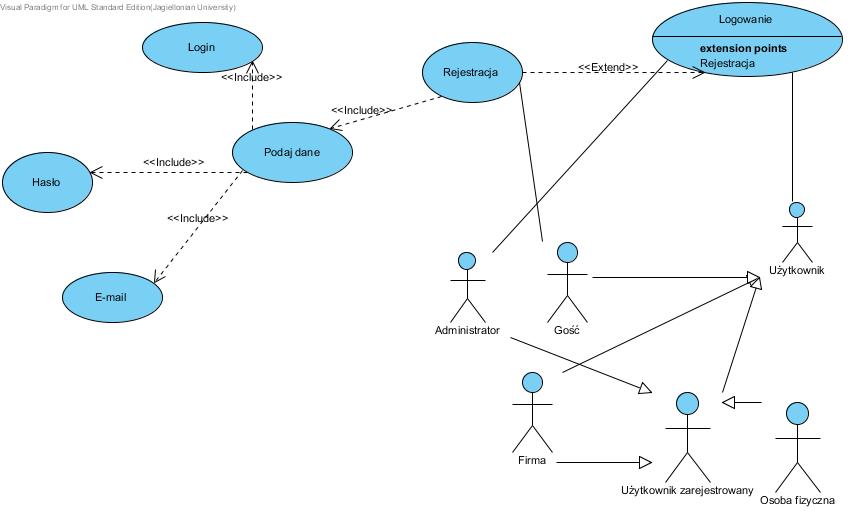 Visual Paradigm for UML Standard Edition(Jagiellonian University)
Logowanie
extension points
Rejestracja
Login
<<Include>>
Rejestracja
<<Extend>>
<<Include>>
Podaj dane
<<Include>>
Hasło
<<Include>>
E-mail
Użytkownik
Administrator
Gość
Firma
Użytkownik zarejestrowany
Osoba fizyczna